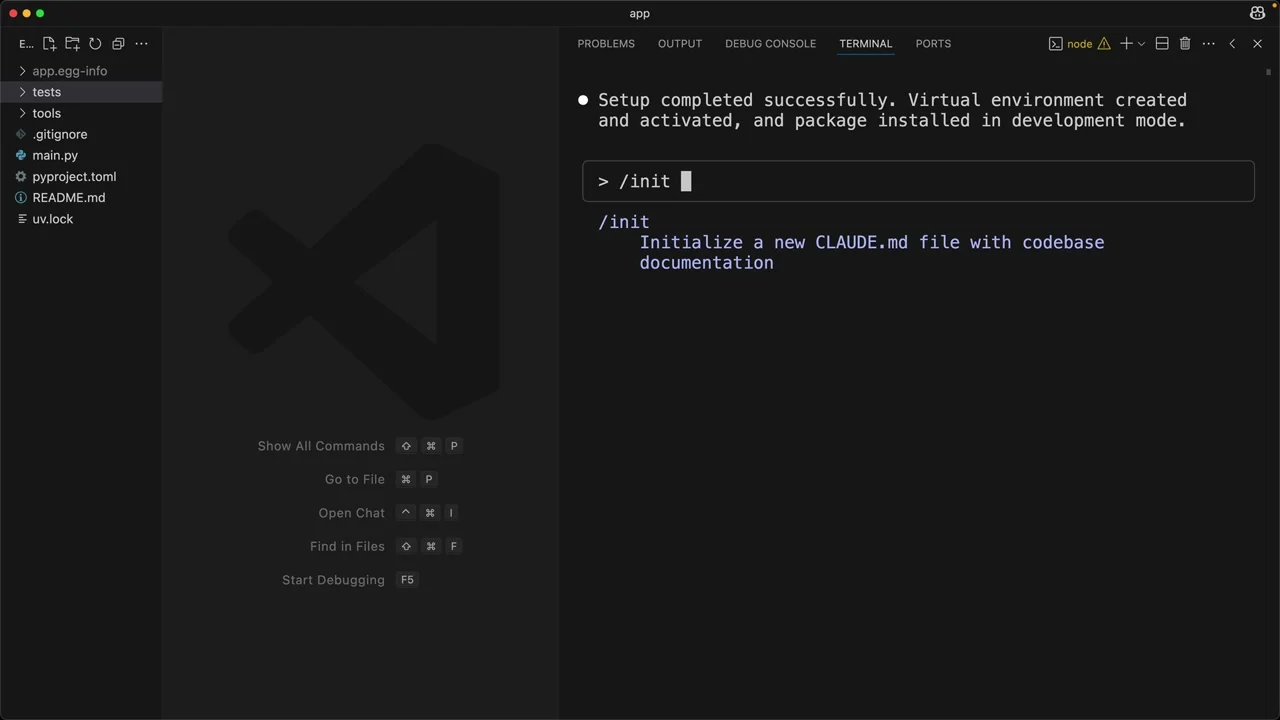 app
E...
PROBLEMS OUTPUT DEBUG CONSOLE TERMINAL PORTS
node
app.egg-info
tests
tools
.gitignore
main.py
pyproject.toml
README.md
uv.lock
Show All Commands ⇧ ⌘ P
Go to File ⌘ P
Open Chat ^ ⌘ I
Find in Files ⇧ ⌘ F
Start Debugging F5
Setup completed successfully. Virtual environment created
and activated, and package installed in development mode.
> /init
/init
Initialize a new CLAUDE.md file with codebase
documentation